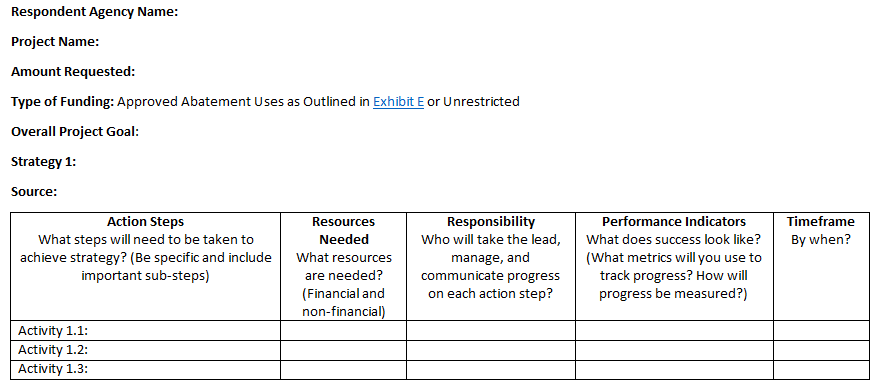 Respondent Agency Name:
Project Name:
Amount Requested:
Type of Funding: Approved Abatement Uses as Outlined in Exhibit E or Unrestricted
Overall Project Goal:
Strategy 1:
Source:
Action Steps
What steps will need to be taken to
achieve strategy? (Be specific and include
important sub-steps)
Resources
Needed
What resources
are needed?
(Financial and
non-financial)
Responsibility
Who will take the lead,
manage, and
communicate progress
on each action step?
Performance Indicators
What does success look like?
(What metrics will you use to
track progress? How will
progress be measured?)
Timeframe
By when?
Activity 1.1:
Activity 1.2:
Activity 1.3: